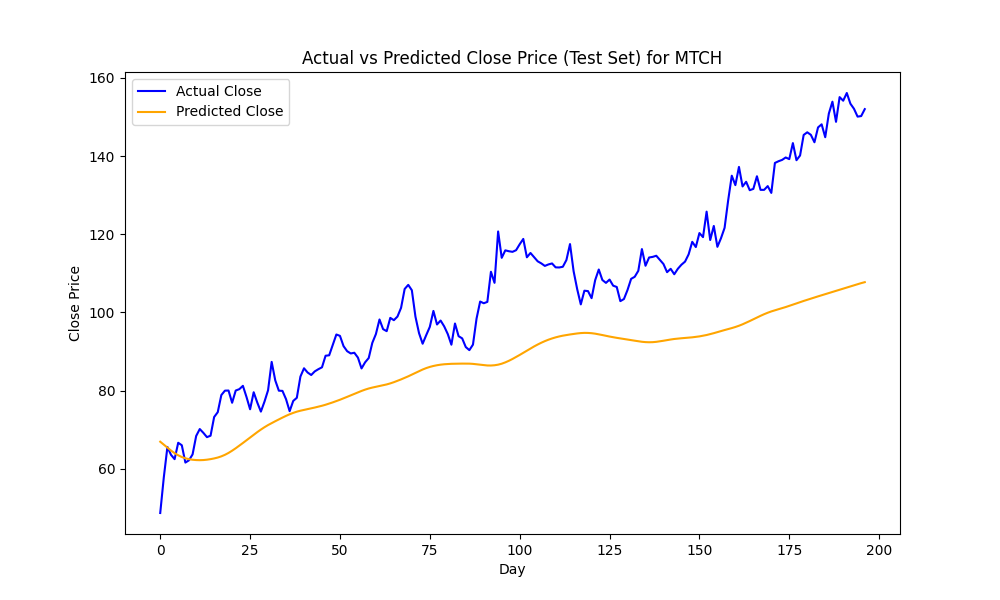 Actual vs Predicted Close Price (Test Set) for MTCH
Actual Close
Predicted Close
160
140
120
100
80
60
Close Price
0 25 50 75 100 125 150 175 200
Day